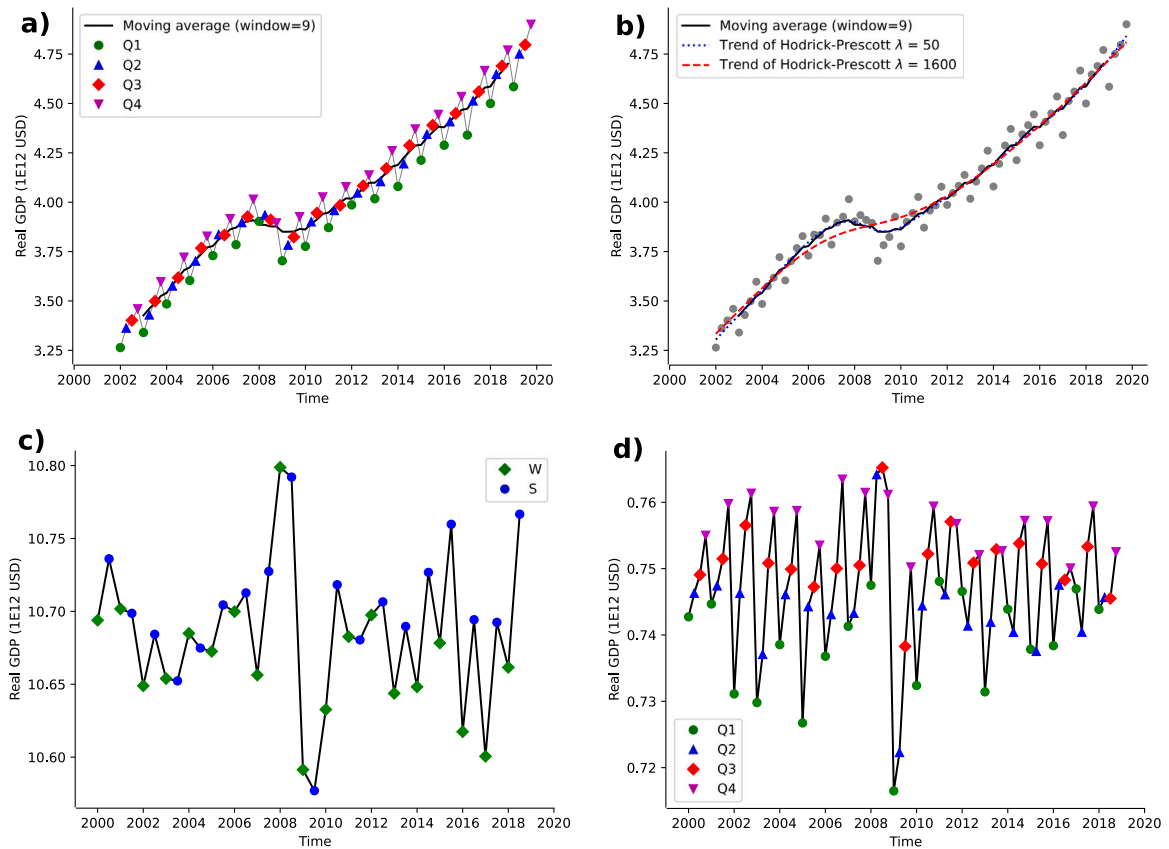 a)
Moving average (window=9)
Q1
Q2
Q3
Q4
4.75
4.50
4.25
4.00
3.75
3.50
3.25
Real GDP (1E12 USD)
2000 2002 2004 2006 2008 2010 2012 2014 2016 2018 2020
Time
b)
Moving average (window=9)
Trend of Hodrick-Prescott λ = 50
Trend of Hodrick-Prescott λ = 1600
4.75
4.50
4.25
4.00
3.75
3.50
3.25
Real GDP (1E12 USD)
2000 2002 2004 2006 2008 2010 2012 2014 2016 2018 2020
Time
c)
W
S
10.80
10.75
10.70
10.65
10.60
Real GDP (1E12 USD)
2000 2002 2004 2006 2008 2010 2012 2014 2016 2018 2020
Time
d)
0.76
0.75
0.74
0.73
0.72
Real GDP (1E12 USD)
Q1
Q2
Q3
Q4
2000 2002 2004 2006 2008 2010 2012 2014 2016 2018 2020
Time